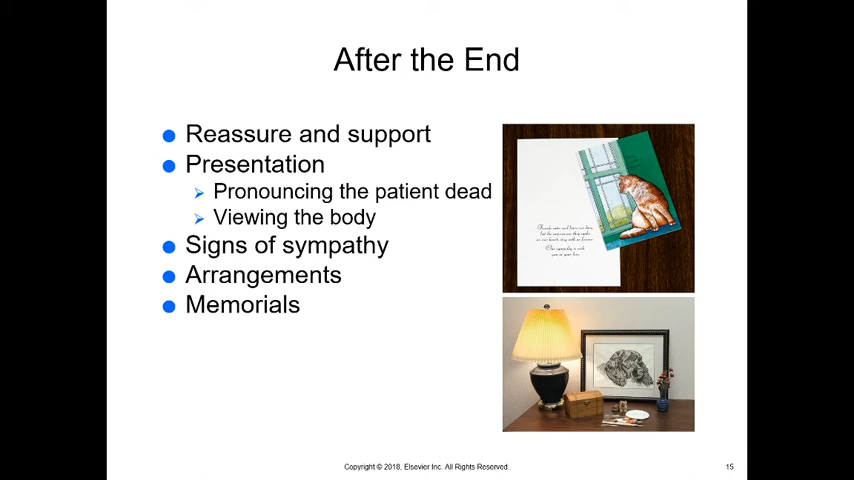 After the End
Reassure and support
Presentation
Pronouncing the patient dead
Viewing the body
Signs of sympathy
Arrangements
Memorials
Copyright © 2018, Elsevier Inc. All Rights Reserved.
15